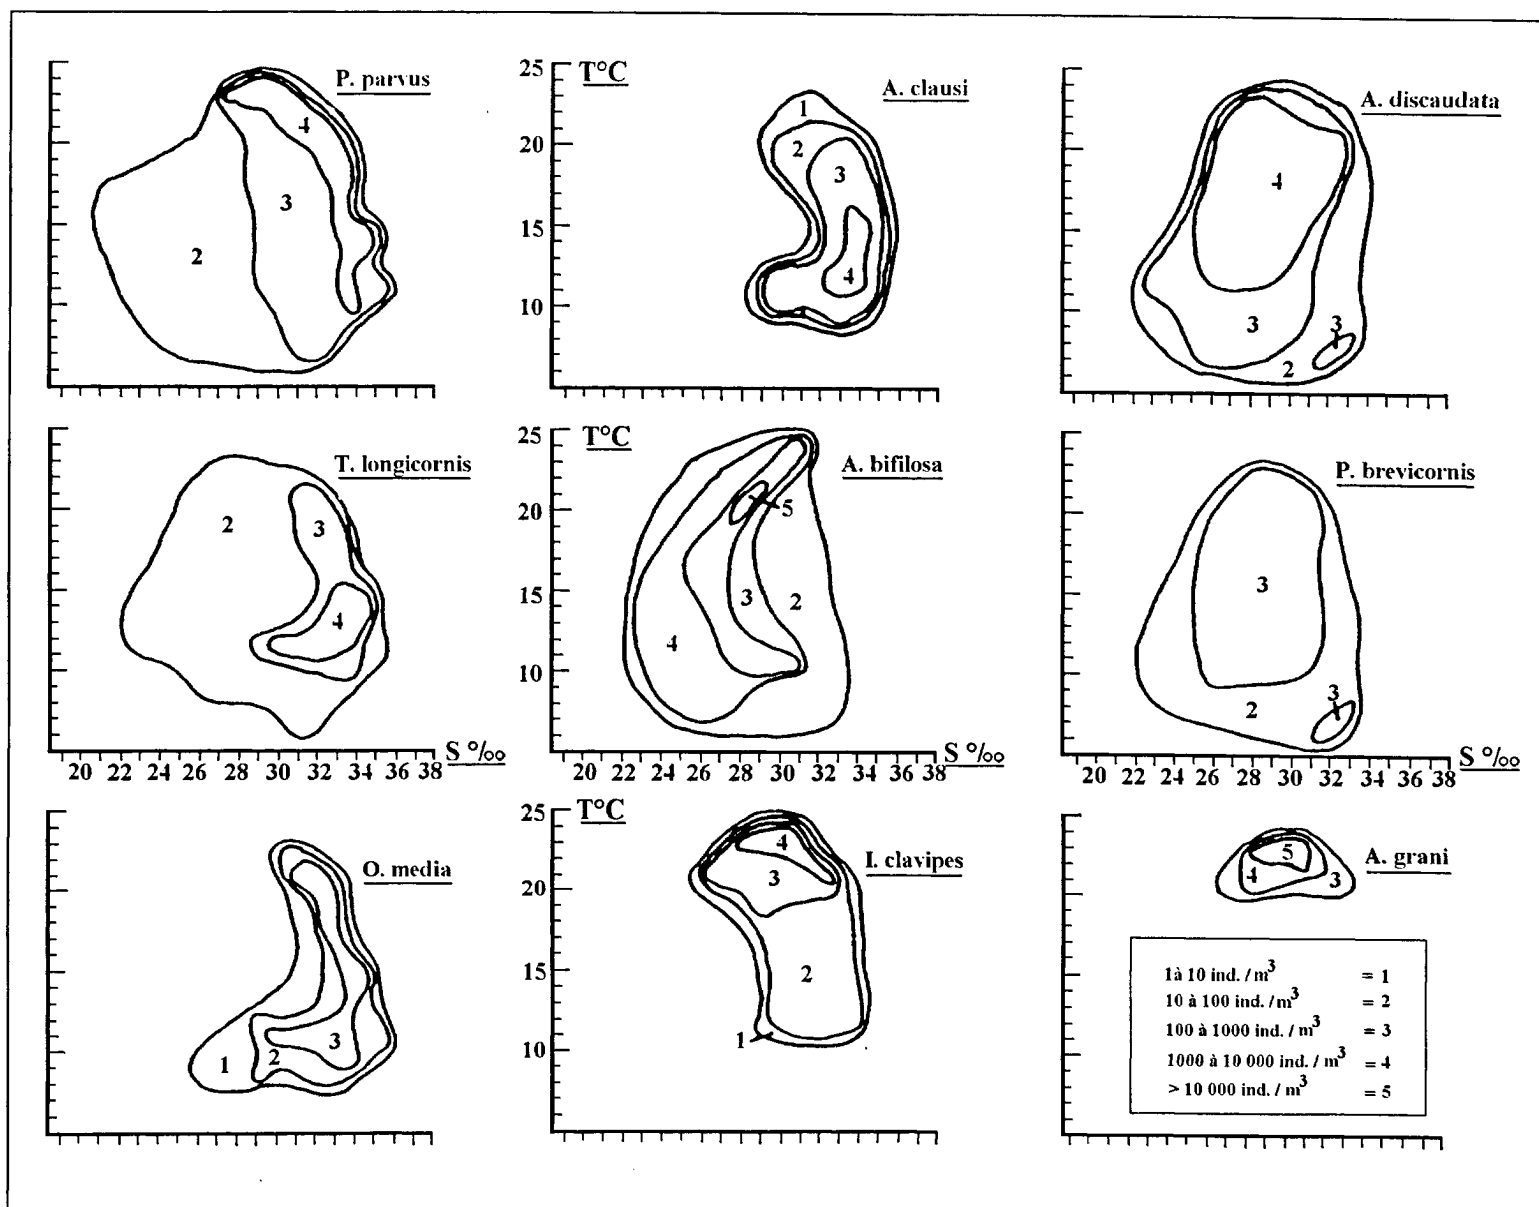 P. parvus
4
3
2
25 T°C
20
15
10
A. clausi
1
2
3
4
A. discaudata
4
3
3
2
T. longicornis
2
3
4
20 22 24 26 28 30 32 34 36 38 S °/oo
25 T°C
20
15
10
A. bifilosa
5
3
2
4
20 22 24 26 28 30 32 34 36 38
P. brevicornis
3
3
2
20 22 24 26 28 30 32 34 36 38 S °/oo
O. media
1
2
3
25 T°C
20
15
10
I. clavipes
4
3
2
1
A. grani
5
4
3
1à 10 ind. / m³ = 1
10 à 100 ind. / m³ = 2
100 à 1000 ind. / m³ = 3
1000 à 10 000 ind. / m³ = 4
> 10 000 ind. / m³ = 5